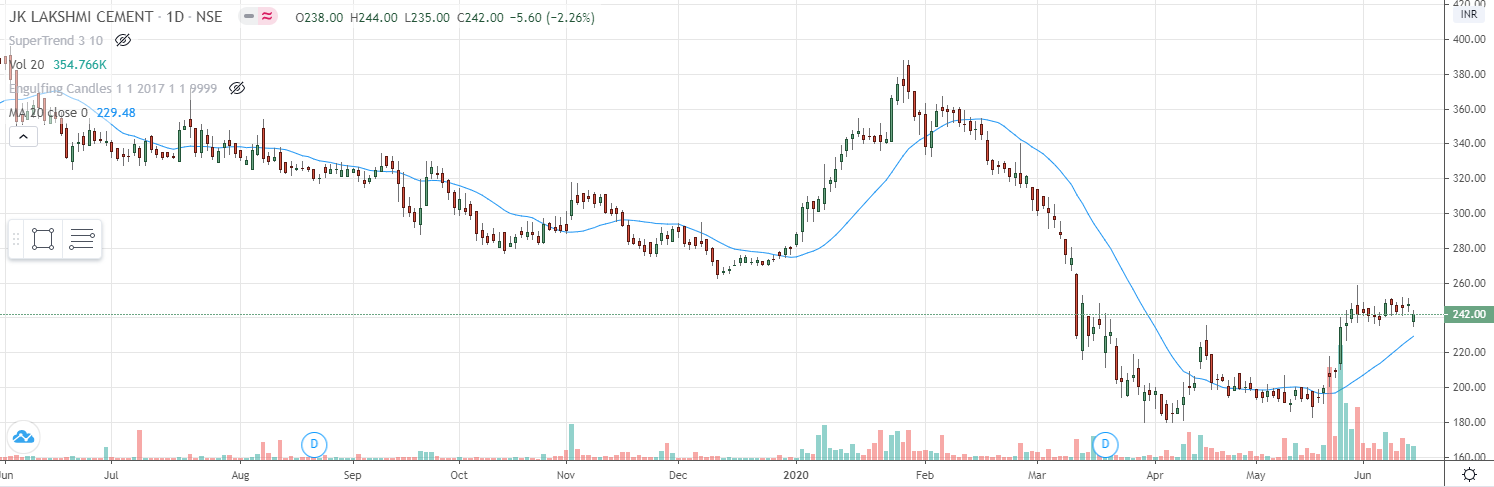 JK LAKSHMI CEMENT · 1D · NSE O238.00 H244.00 L235.00 C242.00 −5.60 (−2.26%)
SuperTrend 3 10
Vol 20 354.766K
Engulfing Candles 1 1 2017 1 1 9999
MA 20 close 0 229.48
420.00
INR
400.00
380.00
360.00
340.00
320.00
300.00
280.00
260.00
242.00
220.00
200.00
180.00
160.00
D D
Jun Jul Aug Sep Oct Nov Dec 2020 Feb Mar Apr May Jun